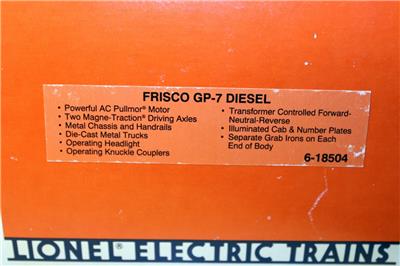 FRISCO GP-7 DIESEL
• Powerful AC Pullmor® Motor
• Two Magne-Traction® Driving Axles
• Metal Chassis and Handrails
• Die-Cast Metal Trucks
• Operating Headlight
• Operating Knuckle Couplers
• Transformer Controlled Forward-
Neutral-Reverse
• Illuminated Cab & Number Plates
• Separate Grab Irons on Each
End of Body
6-18504
LIONEL® ELECTRIC TRAINS